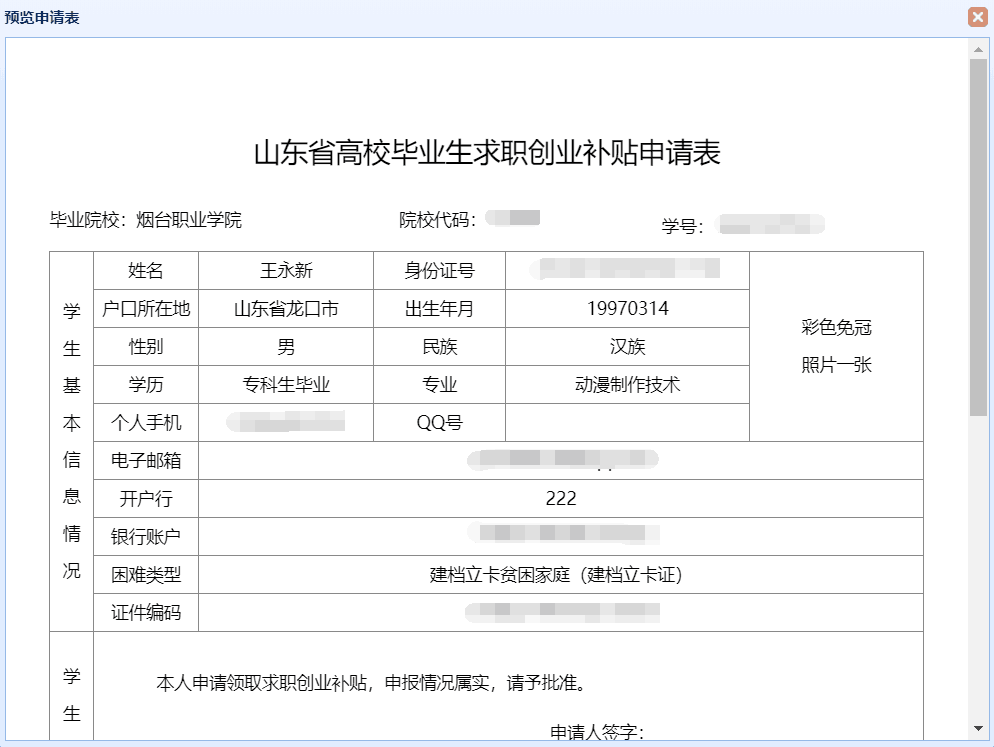 预览申请表
山东省高校毕业生求职创业补贴申请表
毕业院校：烟台职业学院 院校代码： 学号：
学生基本信息情况
姓名 王永新 身份证号
户口所在地 山东省龙口市 出生年月 19970314
性别 男 民族 汉族
学历 专科生毕业 专业 动漫制作技术
个人手机 QQ号
彩色免冠
照片一张
电子邮箱
开户行 222
银行账户
困难类型 建档立卡贫困家庭（建档立卡证）
证件编码
学生
本人申请领取求职创业补贴，申报情况属实，请予批准。
申请人签字：